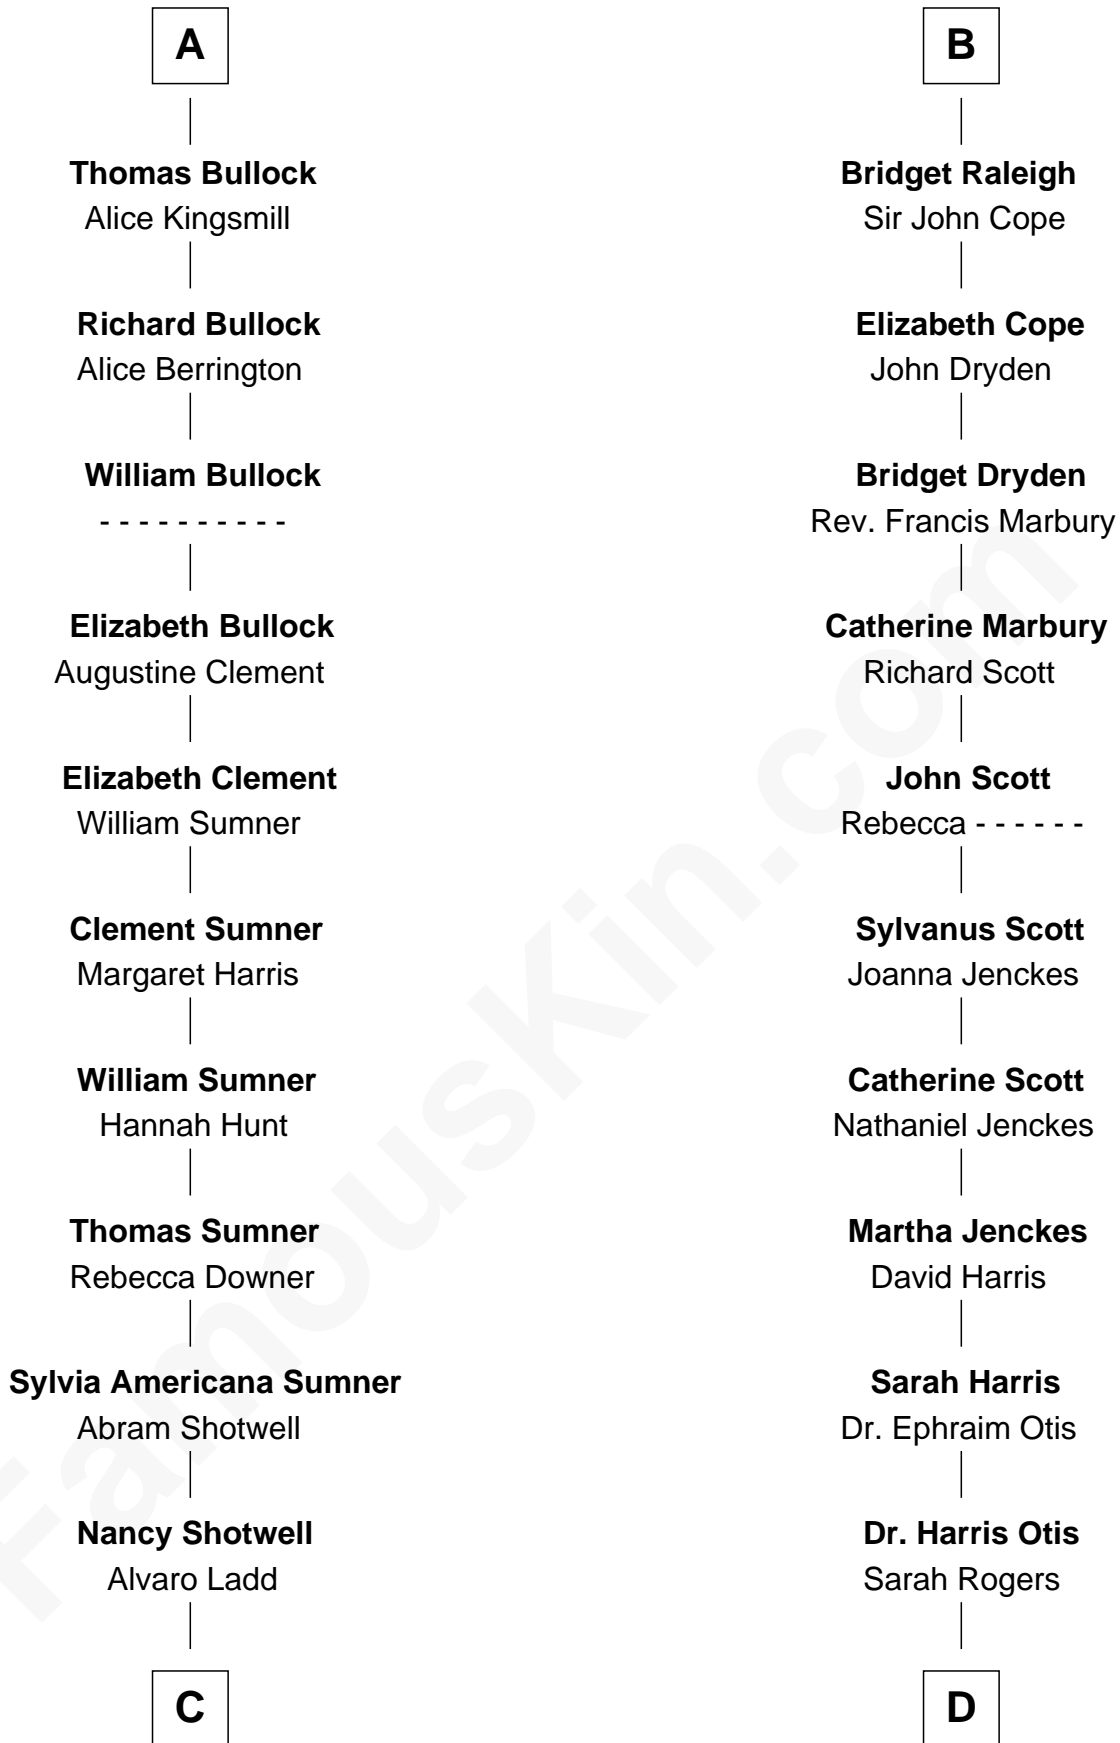 A
Thomas Bullock
Alice Kingsmill
Richard Bullock
Alice Berrington
William Bullock
- - - - - - - - - -
Elizabeth Bullock
Augustine Clement
Elizabeth Clement
William Sumner
Clement Sumner
Margaret Harris
William Sumner
Hannah Hunt
Thomas Sumner
Rebecca Downer
Sylvia Americana Sumner
Abram Shotwell
Nancy Shotwell
Alvaro Ladd
C
B
Bridget Raleigh
Sir John Cope
Elizabeth Cope
John Dryden
Bridget Dryden
Rev. Francis Marbury
Catherine Marbury
Richard Scott
John Scott
Rebecca - - - - - -
Sylvanus Scott
Joanna Jenckes
Catherine Scott
Nathaniel Jenckes
Martha Jenckes
David Harris
Sarah Harris
Dr. Ephraim Otis
Dr. Harris Otis
Sarah Rogers
D
FamousKin.com